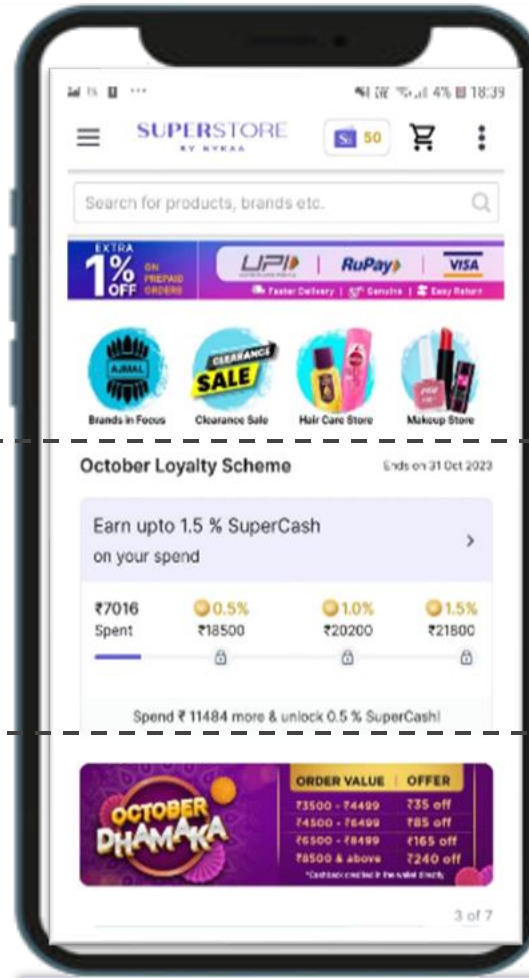 4% 18:39
SUPERSTORE
BY NYKAA
50
Search for products, brands etc.
EXTRA
1% ON PREPAID ORDERS
OFF
UPI | RuPay | VISA
Faster Delivery | Genuine | Easy Return
AJMAL
CLEARANCE
SALE
Brands in Focus Clearance Sale Hair Care Store Makeup Store
October Loyalty Scheme Ends on 31 Oct 2023
Earn upto 1.5 % SuperCash
on your spend
₹7016 0.5% 1.0% 1.5%
Spent ₹18500 ₹20200 ₹21800
Spend ₹ 11484 more & unlock 0.5 % SuperCash!
OCTOBER
DHAMAKA
ORDER VALUE | OFFER
₹3500 - ₹4499 ₹35 off
₹4500 - ₹6499 ₹85 off
₹6500 - ₹8499 ₹165 off
₹8500 & above ₹240 off
*Cashback credited in the wallet directly
3 of 7